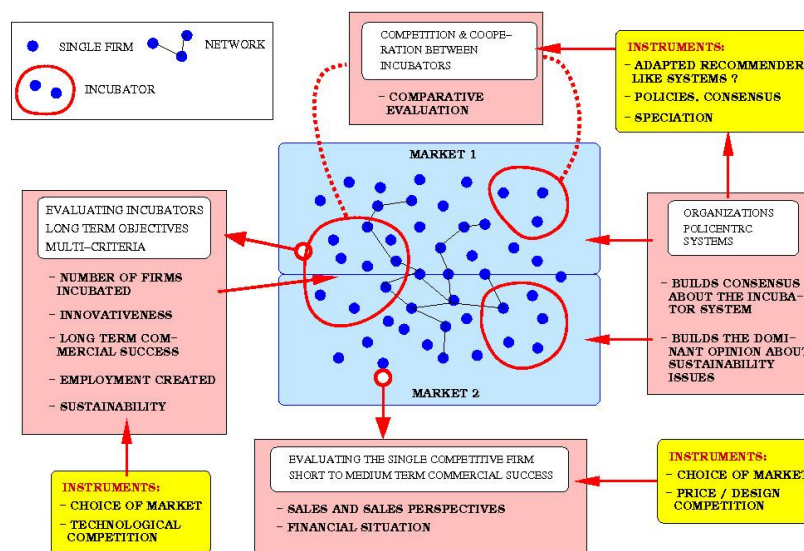 SINGLE FIRM
NETWORK
INCUBATOR
COMPETITION & COOPE-
RATION BETWEEN
INCUBATORS
- COMPARATIVE
EVALUATION
INSTRUMENTS:
- ADAPTED RECOMMENDER
LIKE SYSTEMS ?
- POLICIES, CONSENSUS
- SPECIATION
MARKET 1
EVALUATING INCUBATORS
LONG TERM OBJECTIVES
MULTI-CRITERIA
- NUMBER OF FIRMS
INCUBATED
- INNOVATIVENESS
- LONG TERM COM-
MERCIAL SUCCESS
- EMPLOYMENT CREATED
- SUSTAINABILITY
ORGANIZATIONS
POLICENTRC
SYSTEMS
- BUILDS CONSENSUS
ABOUT THE INCUBA-
TOR SYSTEM
- BUILDS THE DOMI-
NANT OPINION ABOUT
SUSTAINABILITY
ISSUES
MARKET 2
INSTRUMENTS:
- CHOICE OF MARKET
- TECHNOLOGICAL
COMPETITION
EVALUATING THE SINGLE COMPETITIVE FIRM
SHORT TO MEDIUM TERM COMMERCIAL SUCCESS
- SALES AND SALES PERSPECTIVES
- FINANCIAL SITUATION
INSTRUMENTS:
- CHOICE OF MARKET
- PRICE / DESIGN
COMPETITION